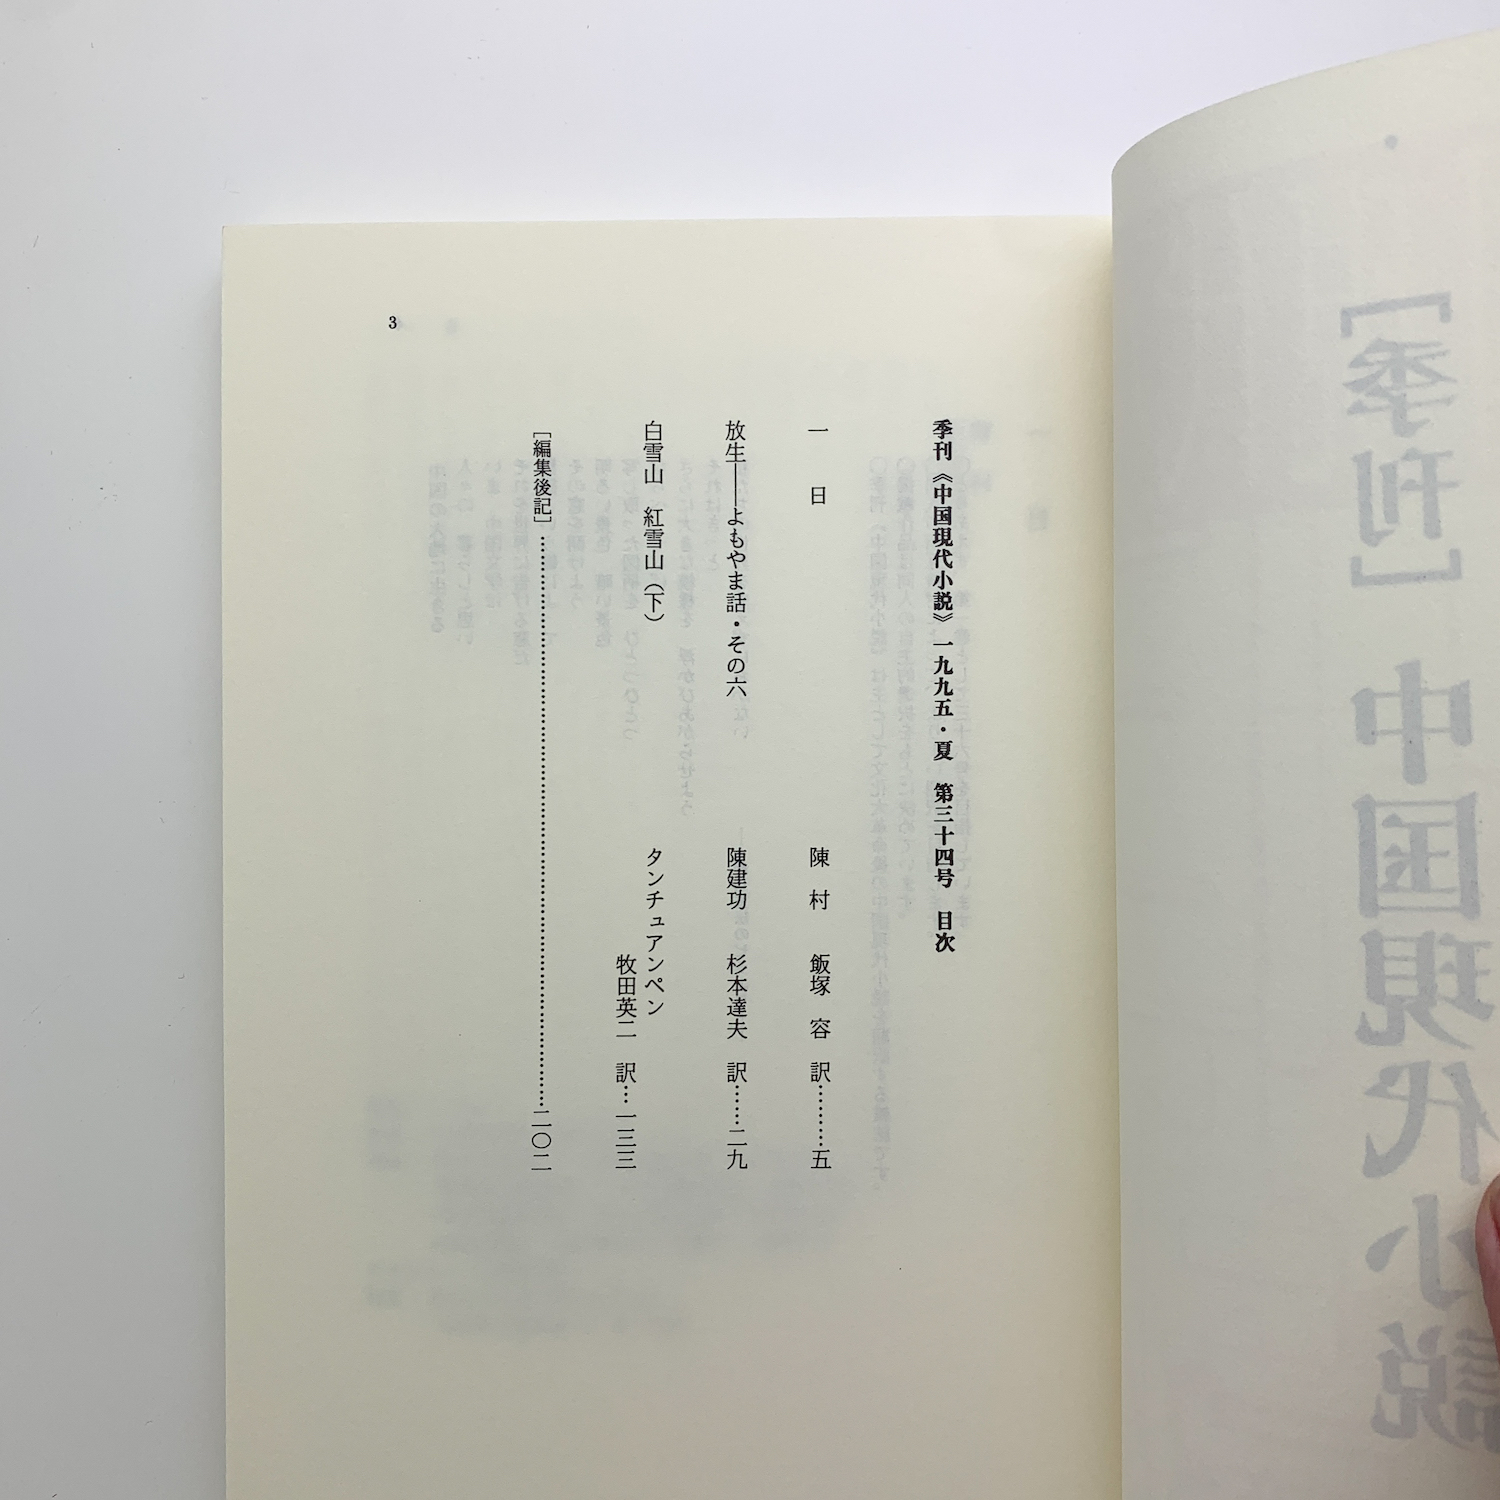 [季刊] 中国現代小説
季刊《中国現代小説》一九九五・夏 第三十四号 目次
一日 陳村 飯塚容 訳………五
放生――よもやま話・その六 陳建功 杉本達夫 訳……二九
白雪山 紅雪山(下) タンチュアンペン
牧田英二 訳…一三三
[編集後記]………二〇二
3